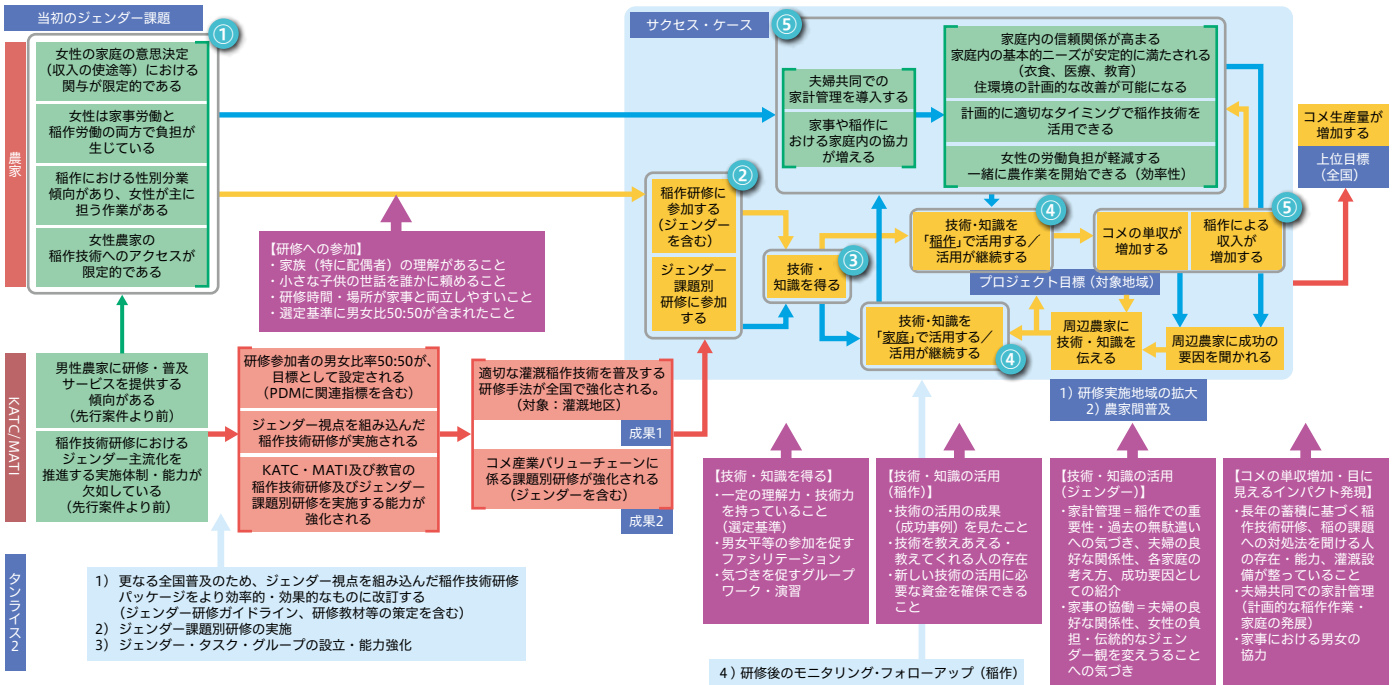 当初のジェンダー課題
①
農家
女性の家庭の意思決定
(収入の使途等)における
関与が限定的である
女性は家事労働と
稲作労働の両方で負担が
生じている
稲作における性別分業
傾向があり、女性が主に
担う作業がある
女性農家の
稲作技術へのアクセスが
限定的である
【研修への参加】
・家族(特に配偶者)の理解があること
・小さな子供の世話を誰かに頼めること
・研修時間・場所が家事と両立しやすいこと
・選定基準に男女比50:50が含まれたこと
サクセス・ケース
⑤
夫婦共同での
家計管理を導入する
家事や稲作に
おける家庭内の協力
が増える
家庭内の信頼関係が高まる
家庭内の基本的ニーズが安定的に満たされる
(衣食、医療、教育)
住環境の計画的な改善が可能になる
計画的に適切なタイミングで稲作技術を
活用できる
女性の労働負担が軽減する
一緒に農作業を開始できる(効率性)
コメ生産量が
増加する
上位目標
(全国)
②
稲作研修に
参加する
(ジェンダー
を含む)
ジェンダー
課題別
研修に参加
する
③
技術・
知識を得る
④
技術・知識を
「稲作」で活用する/
活用が継続する
⑤
コメの単収が
増加する
稲作による
収入が
増加する
プロジェクト目標(対象地域)
技術・知識を
「家庭」で活用する/
活用が継続する
④
周辺農家に
技術・知識を
伝える
周辺農家に成功の
要因を聞かれる
1)研修実施地域の拡大
2)農家間普及
KATC/MATI
男性農家に研修・普及
サービスを提供する
傾向がある
(先行案件より前)
稲作技術研修における
ジェンダー主流化を
推進する実施体制・能力が
欠如している
(先行案件より前)
研修参加者の男女比率50:50が、
目標として設定される
(PDMに関連指標を含む)
ジェンダー視点を組み込んだ
稲作技術研修が実施される
KATC・MATI及び教官の
稲作技術研修及びジェンダー
課題別研修を実施する能力が
強化される
適切な灌漑稲作技術を普及する
研修手法が全国で強化される。
(対象:灌漑地区)
成果1
コメ産業バリューチェーンに
係る課題別研修が強化される
(ジェンダーを含む)
成果2
【技術・知識を得る】
・一定の理解力・技術力
を持っていること
(選定基準)
・男女平等の参加を促す
ファシリテーション
・気づきを促すグループ
ワーク・演習
【技術・知識の活用
(稲作)】
・技術の活用の成果
(成功事例)を見たこと
・技術を教えあえる・
教えてくれる人の存在
・新しい技術の活用に必
要な資金を確保できる
こと
【技術・知識の活用
(ジェンダー)】
・家計管理=稲作での重
要性・過去の無駄遣い
への気づき、夫婦の良
好な関係性、各家庭の
考え方、成功要因とし
ての紹介
・家事の協働=夫婦の良
好な関係性、女性の負
担・伝統的なジェン
ダー観を変えうること
への気づき
【コメの単収増加・目に
見えるインパクト発現】
・長年の蓄積に基づく稲
作技術研修、稲の課題
への対処法を聞ける人
の存在・能力、灌漑設
備が整っていること
・夫婦共同での家計管理
(計画的な稲作作業・
家庭の発展)
・家事における男女の
協力
タンライス2
1) 更なる全国普及のため、ジェンダー視点を組み込んだ稲作技術研修
パッケージをより効率的・効果的なものに改訂する
(ジェンダー研修ガイドライン、研修教材等の策定を含む)
2) ジェンダー課題別研修の実施
3) ジェンダー・タスク・グループの設立・能力強化
4)研修後のモニタリング・フォローアップ(稲作)